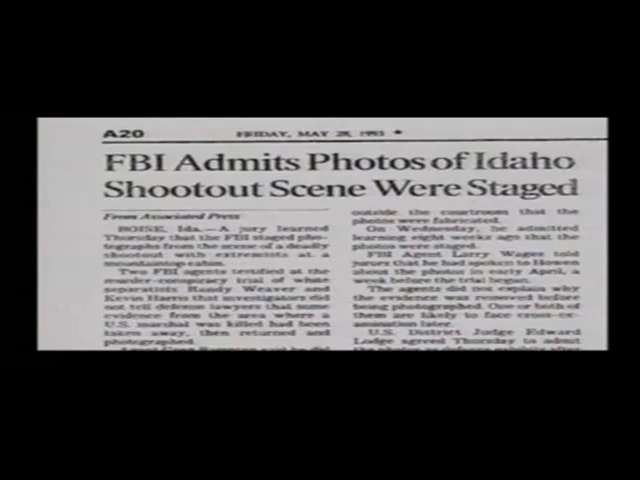 A20
FRIDAY, MAY 28, 1993 ★
FBI Admits Photos of Idaho
Shootout Scene Were Staged
From Associated Press
BOISE, Ida.—A jury learned
Thursday that the FBI staged pho-
tographs from the scene of a deadly
shootout with extremists at a
mountaintop cabin.
Two FBI agents testified at the
murder-conspiracy trial of white
separatists Randy Weaver and
Kevin Harris that investigators did
not tell defense lawyers that some
evidence from the area where a
U.S. marshal was killed had been
taken away, then returned and
photographed.
outside the courtroom that the
photos were fabricated.
On Wednesday, he admitted
learning eight weeks ago that the
photos were staged.
FBI Agent Larry Wages told
jurors that he had spoken to Howen
about the photos in early April, a
week before the trial began.
The agents did not explain why
the evidence was removed before
being photographed. One or both of
them are likely to face cross-ex-
amination later.
U.S. District Judge Edward
Lodge agreed Thursday to admit